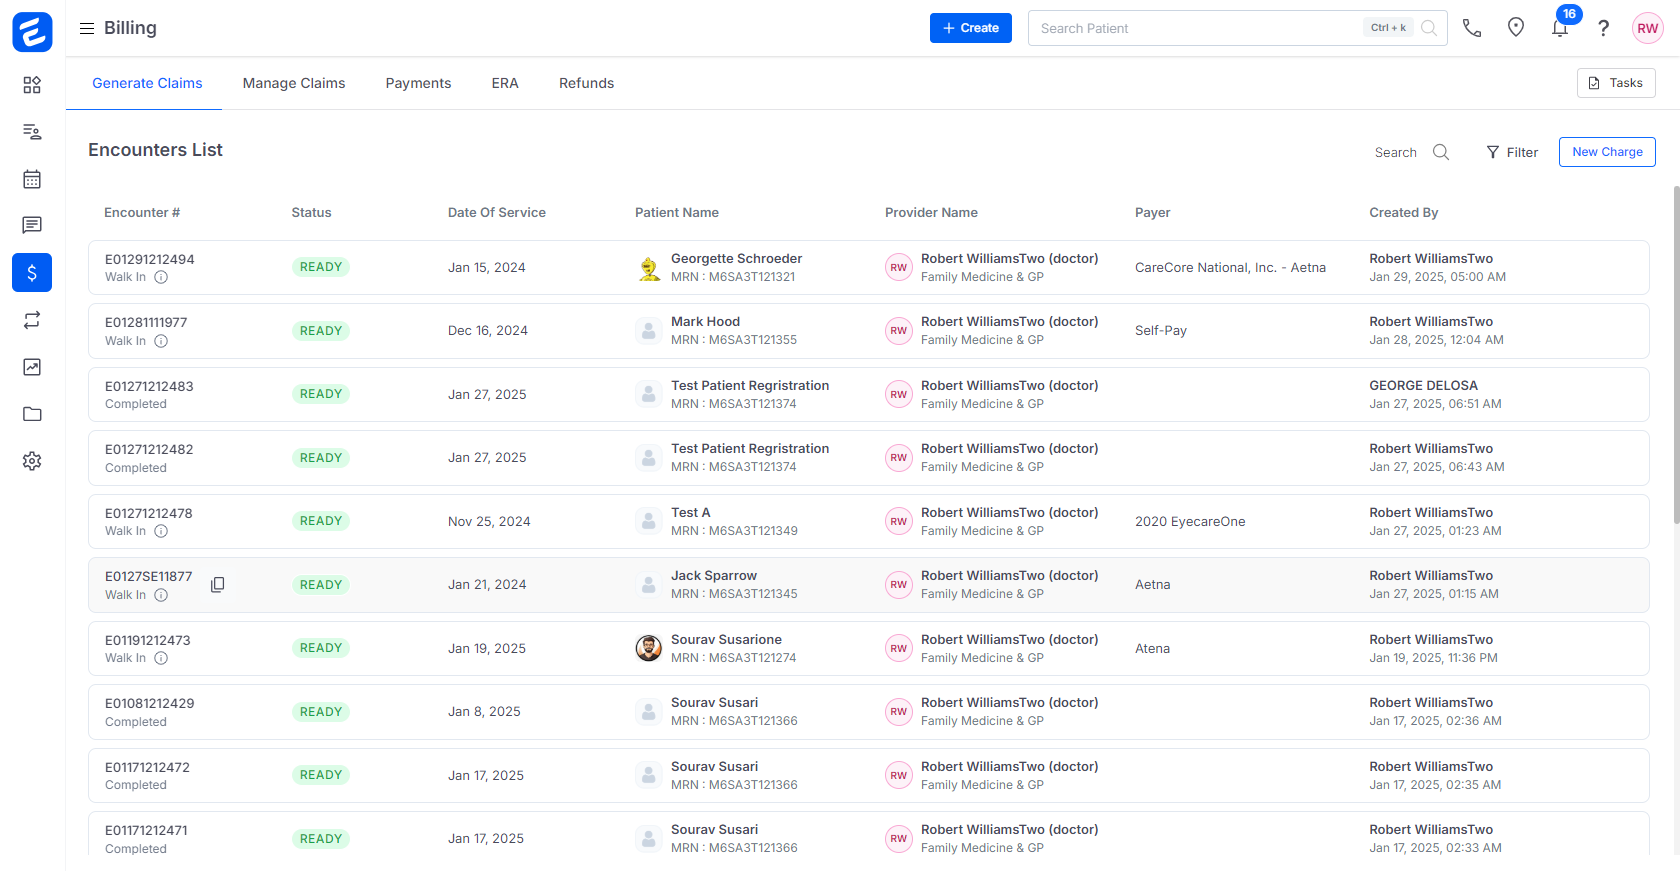 Billing
Create
Search Patient
Ctrl + k
16
?
RW
Generate Claims
Manage Claims
Payments
ERA
Refunds
Tasks
Encounters List
Search
Filter
New Charge
Encounter #
Status
Date Of Service
Patient Name
Provider Name
Payer
Created By
E01291212494
Walk In
READY
Jan 15, 2024
Georgette Schroeder
MRN : M6SA3T121321
RW
Robert WilliamsTwo (doctor)
Family Medicine & GP
CareCore National, Inc. - Aetna
Robert WilliamsTwo
Jan 29, 2025, 05:00 AM
E01281111977
Walk In
READY
Dec 16, 2024
Mark Hood
MRN : M6SA3T121355
RW
Robert WilliamsTwo (doctor)
Family Medicine & GP
Self-Pay
Robert WilliamsTwo
Jan 28, 2025, 12:04 AM
E01271212483
Completed
READY
Jan 27, 2025
Test Patient Regristration
MRN : M6SA3T121374
RW
Robert WilliamsTwo (doctor)
Family Medicine & GP
GEORGE DELOSA
Jan 27, 2025, 06:51 AM
E01271212482
Completed
READY
Jan 27, 2025
Test Patient Regristration
MRN : M6SA3T121374
RW
Robert WilliamsTwo (doctor)
Family Medicine & GP
Robert WilliamsTwo
Jan 27, 2025, 06:43 AM
E01271212478
Walk In
READY
Nov 25, 2024
Test A
MRN : M6SA3T121349
RW
Robert WilliamsTwo (doctor)
Family Medicine & GP
2020 EyecareOne
Robert WilliamsTwo
Jan 27, 2025, 01:23 AM
E0127SE11877
Walk In
READY
Jan 21, 2024
Jack Sparrow
MRN : M6SA3T121345
RW
Robert WilliamsTwo (doctor)
Family Medicine & GP
Aetna
Robert WilliamsTwo
Jan 27, 2025, 01:15 AM
E01191212473
Walk In
READY
Jan 19, 2025
Sourav Susarione
MRN : M6SA3T121274
RW
Robert WilliamsTwo (doctor)
Family Medicine & GP
Atena
Robert WilliamsTwo
Jan 19, 2025, 11:36 PM
E01081212429
Completed
READY
Jan 8, 2025
Sourav Susari
MRN : M6SA3T121366
RW
Robert WilliamsTwo (doctor)
Family Medicine & GP
Robert WilliamsTwo
Jan 17, 2025, 02:36 AM
E01171212472
Completed
READY
Jan 17, 2025
Sourav Susari
MRN : M6SA3T121366
RW
Robert WilliamsTwo (doctor)
Family Medicine & GP
Robert WilliamsTwo
Jan 17, 2025, 02:35 AM
E01171212471
Completed
READY
Jan 17, 2025
Sourav Susari
MRN : M6SA3T121366
RW
Robert WilliamsTwo (doctor)
Family Medicine & GP
Robert WilliamsTwo
Jan 17, 2025, 02:33 AM